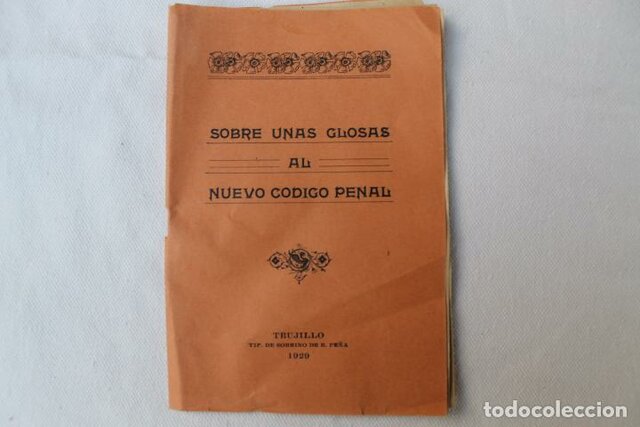 SOBRE UNAS GLOSAS
AL
NUEVO CODIGO PENAL
TRUJILLO
TIP. DE SOBRINO DE B. PEÑA
1929
todocoleccion